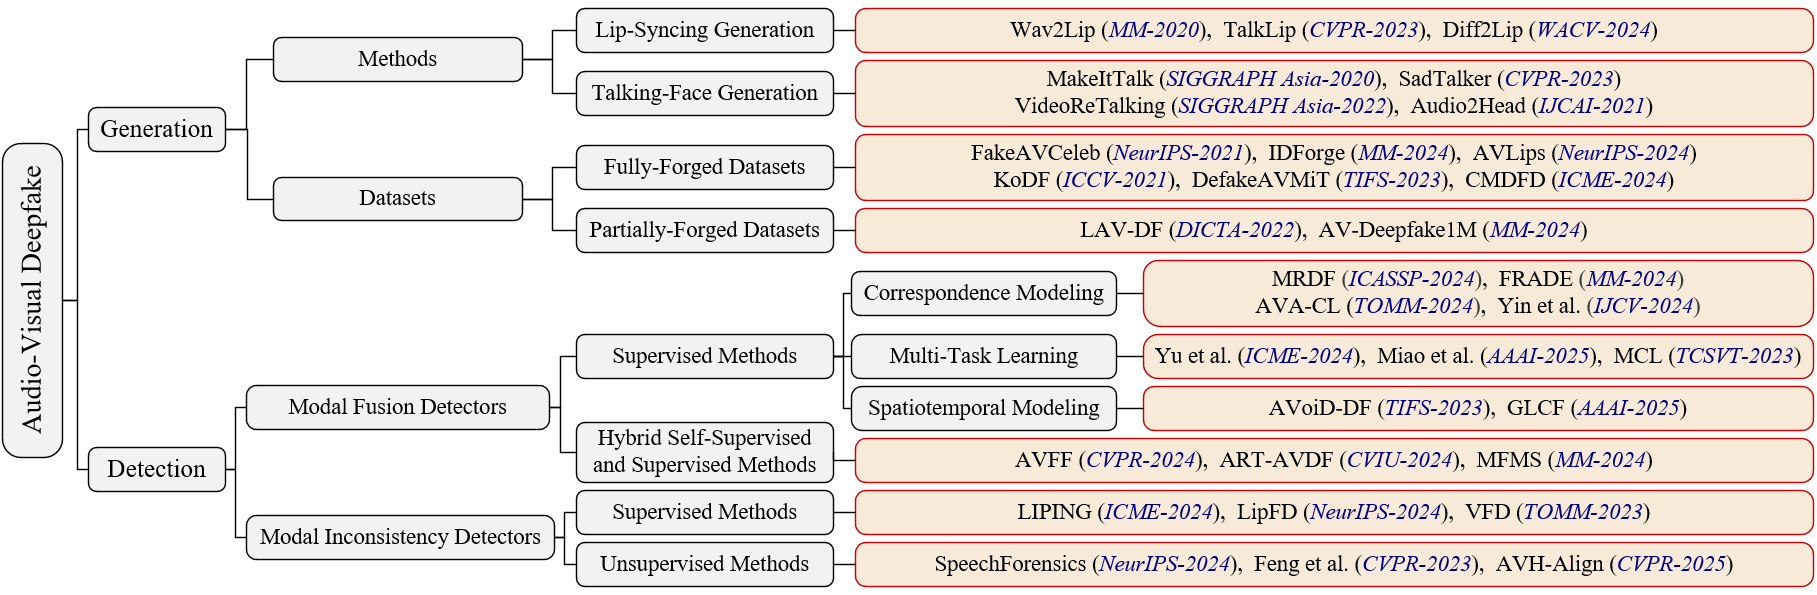 Audio-Visual Deepfake
Generation
Methods
Lip-Syncing Generation
Wav2Lip (MM-2020), TalkLip (CVPR-2023), Diff2Lip (WACV-2024)
Talking-Face Generation
MakeItTalk (SIGGRAPH Asia-2020), SadTalker (CVPR-2023)
VideoReTalking (SIGGRAPH Asia-2022), Audio2Head (IJCAI-2021)
Datasets
Fully-Forged Datasets
FakeAVCeleb (NeurIPS-2021), IDForge (MM-2024), AVLips (NeurIPS-2024)
KoDF (ICCV-2021), DefakeAVMiT (TIFS-2023), CMDFD (ICME-2024)
Partially-Forged Datasets
LAV-DF (DICTA-2022), AV-Deepfake1M (MM-2024)
Detection
Modal Fusion Detectors
Supervised Methods
Correspondence Modeling
MRDF (ICASSP-2024), FRADE (MM-2024)
AVA-CL (TOMM-2024), Yin et al. (IJCV-2024)
Multi-Task Learning
Yu et al. (ICME-2024), Miao et al. (AAAI-2025), MCL (TCSVT-2023)
Spatiotemporal Modeling
AVoiD-DF (TIFS-2023), GLCF (AAAI-2025)
Hybrid Self-Supervised
and Supervised Methods
AVFF (CVPR-2024), ART-AVDF (CVIU-2024), MFMS (MM-2024)
Modal Inconsistency Detectors
Supervised Methods
LIPING (ICME-2024), LipFD (NeurIPS-2024), VFD (TOMM-2023)
Unsupervised Methods
SpeechForensics (NeurIPS-2024), Feng et al. (CVPR-2023), AVH-Align (CVPR-2025)